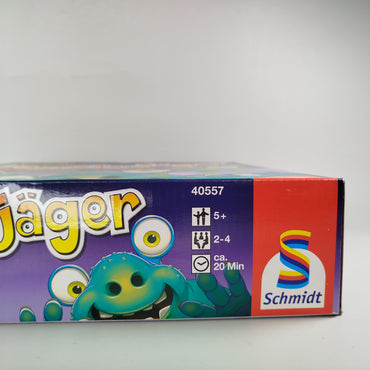 jäger
40557
5+
2-4
ca.
20 Min
Schmidt